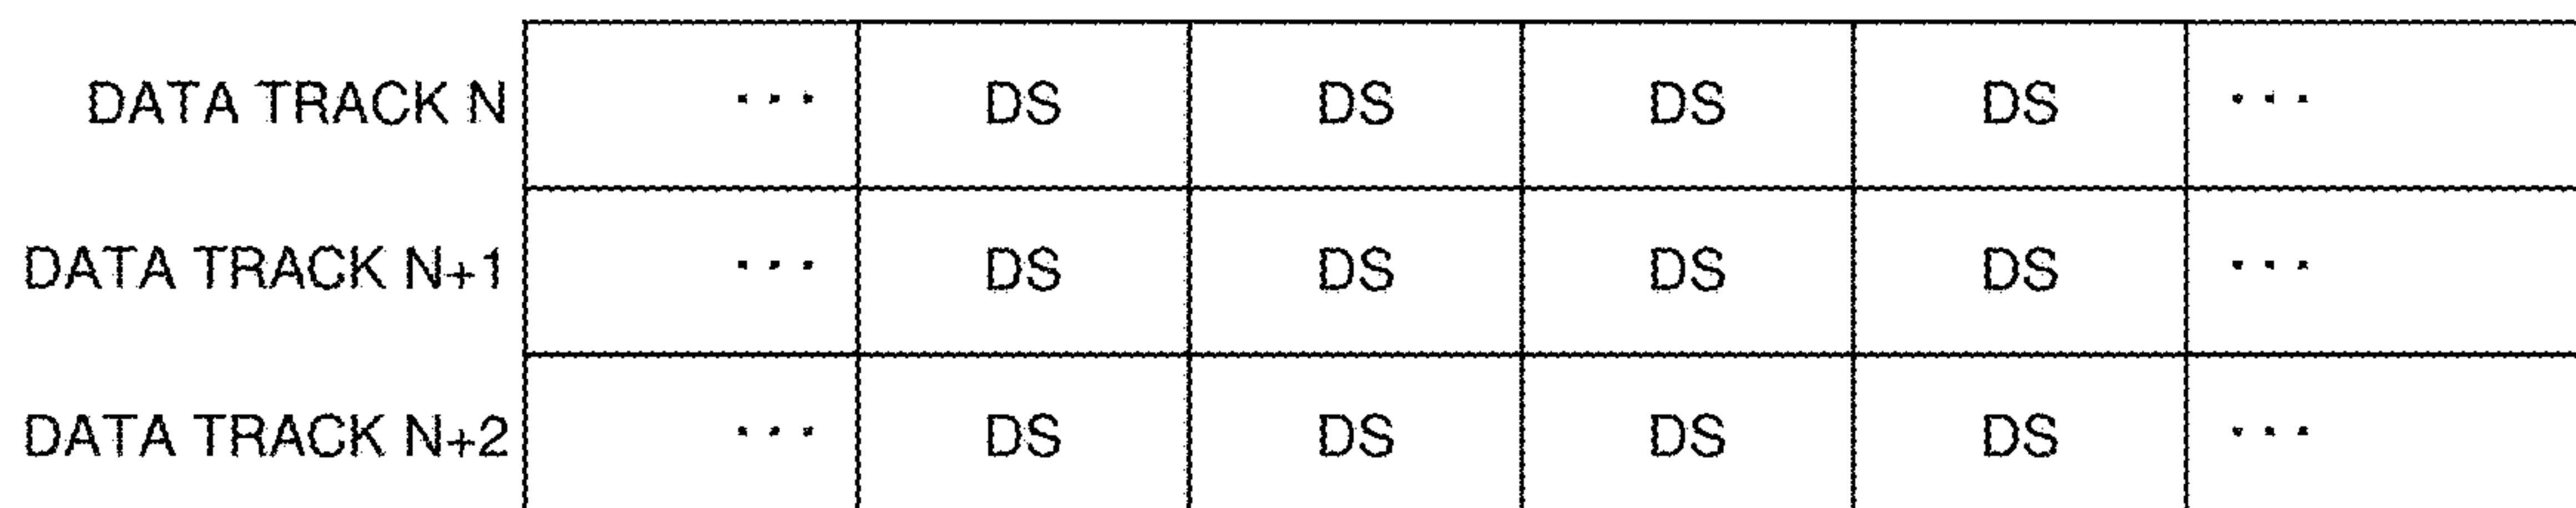 DATA TRACK N ... DS DS DS DS ...
DATA TRACK N+1 ... DS DS DS DS ...
DATA TRACK N+2 ... DS DS DS DS ...